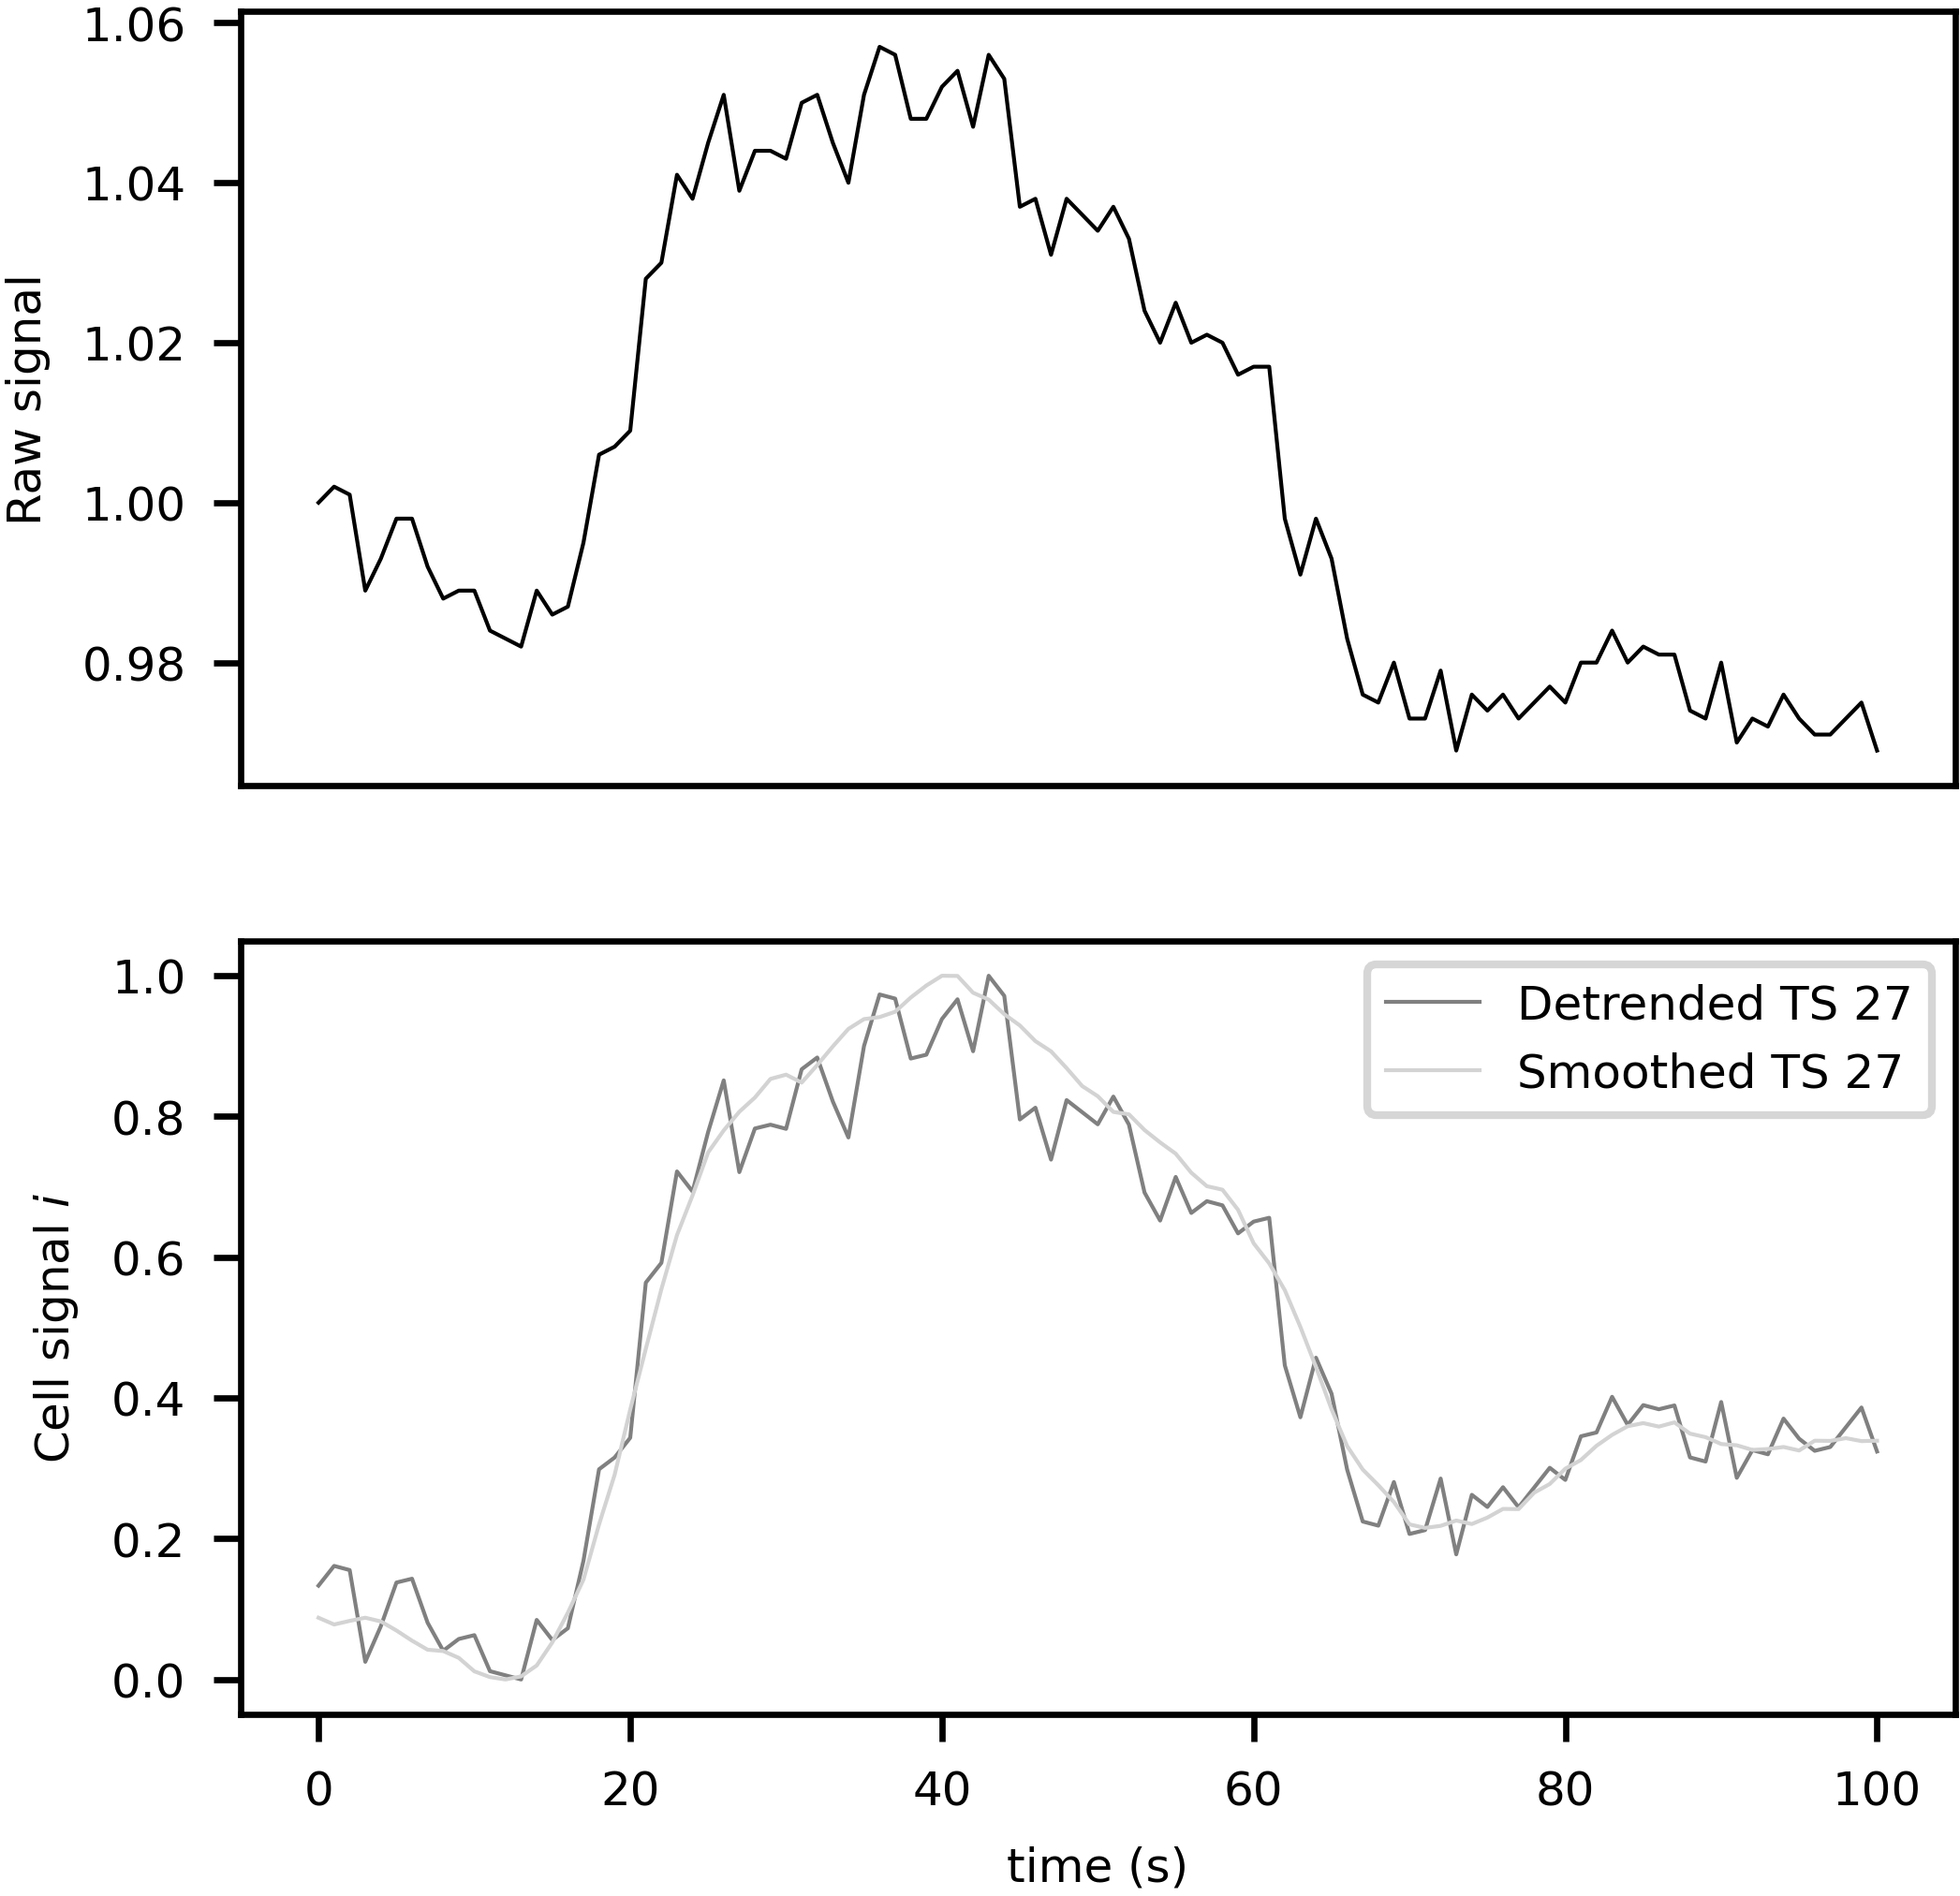 Raw signal
1.06
1.04
1.02
1.00
0.98
Cell signal i
1.0
0.8
0.6
0.4
0.2
0.0
Detrended TS 27
Smoothed TS 27
0 20 40 60 80 100
time (s)